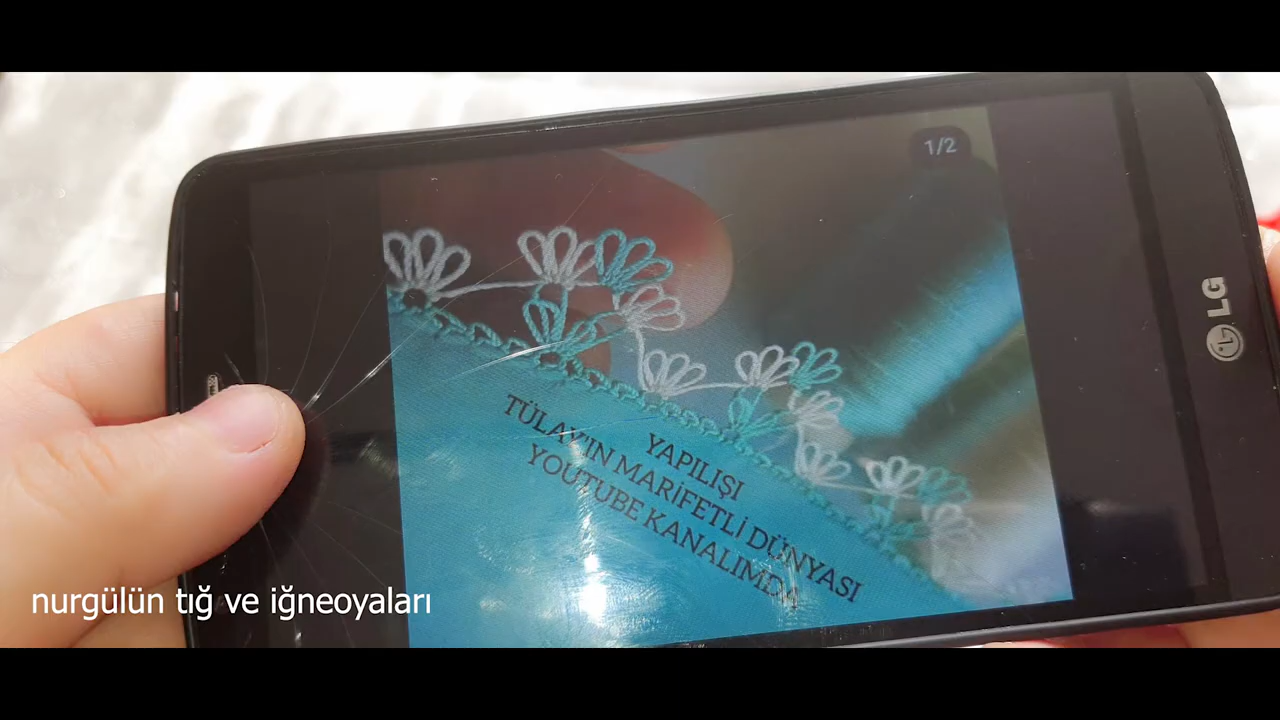 1/2
LG
YAPILIŞI
TÜLAY'IN MARİFETLİ DÜNYASI
YOUTUBE KANALIMDA
nurgülün tığ ve iğneoyaları